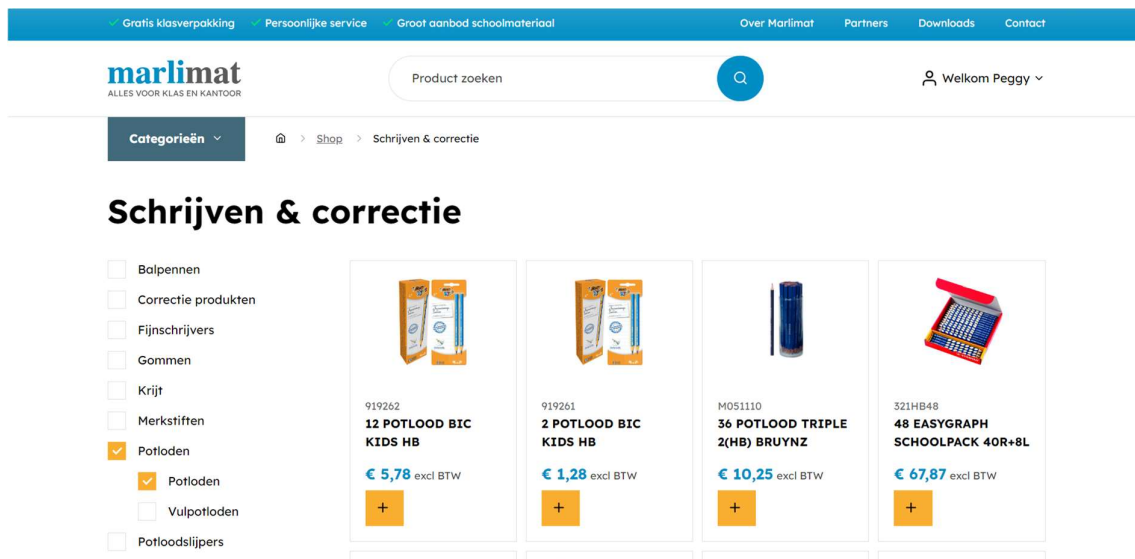 Gratis klasverpakking Persoonlijke service Groot aanbod schoolmateriaal Over Marlimat Partners Downloads Contact
marlimat
ALLES VOOR KLAS EN KANTOOR
Product zoeken
Welkom Peggy
Categorieën
Shop > Schrijven & correctie
Schrijven & correctie
Balpennen
Correctie produkten
Fijnschrijvers
Gommen
Krijt
Merkstiften
Potloden
Potloden
Vulpotloden
Potloodslijpers
919262
12 POTLOOD BIC
KIDS HB
€ 5,78 excl BTW
+
919261
2 POTLOOD BIC
KIDS HB
€ 1,28 excl BTW
+
M051110
36 POTLOOD TRIPLE
2(HB) BRUYNZ
€ 10,25 excl BTW
+
321HB48
48 EASYGRAPH
SCHOOLPACK 40R+8L
€ 67,87 excl BTW
+